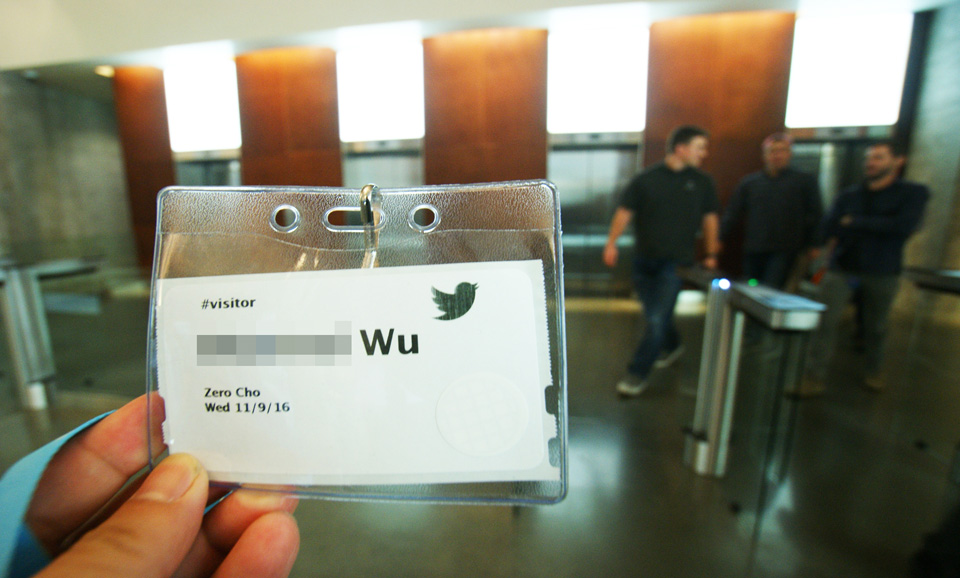 #visitor
Wu
Zero Cho
Wed 11/9/16